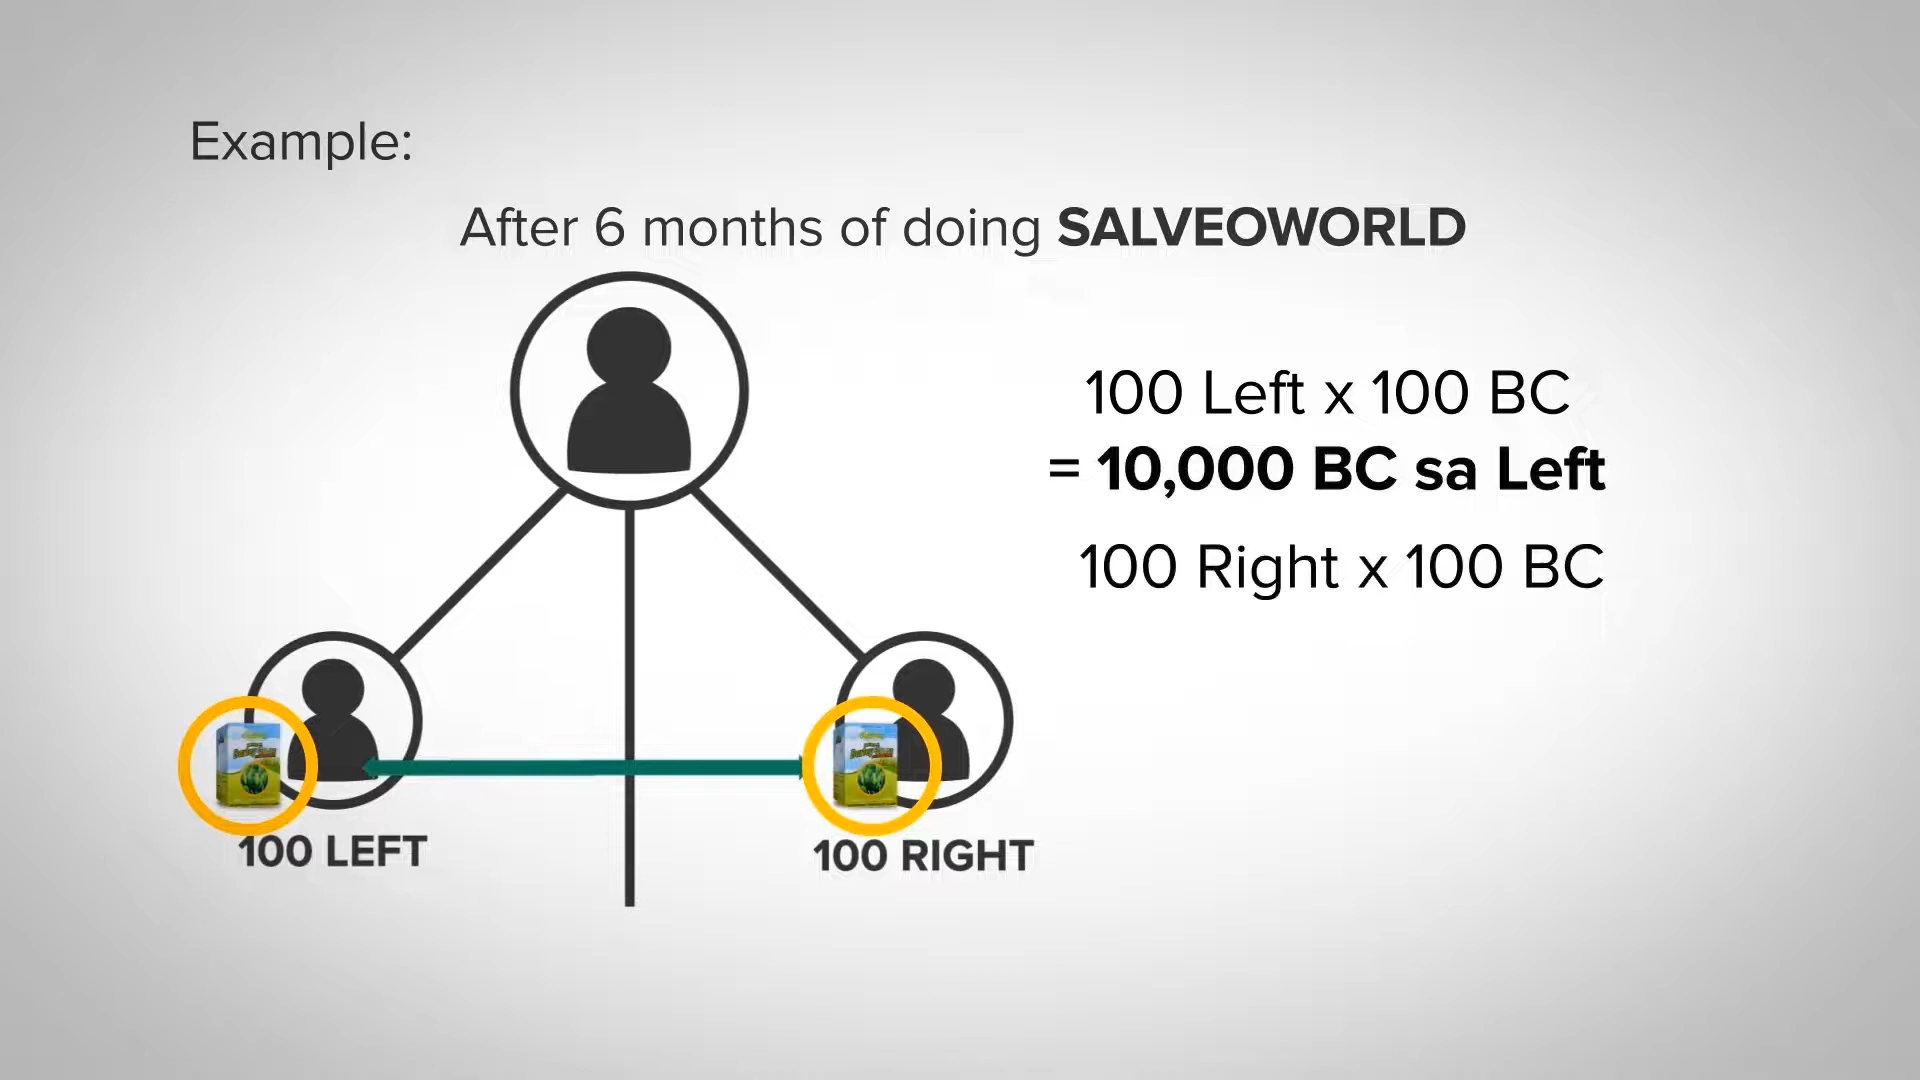 Example:
After 6 months of doing SALVEOWORLD
100 Left x 100 BC
= 10,000 BC sa Left
100 Right x 100 BC
100 LEFT
100 RIGHT